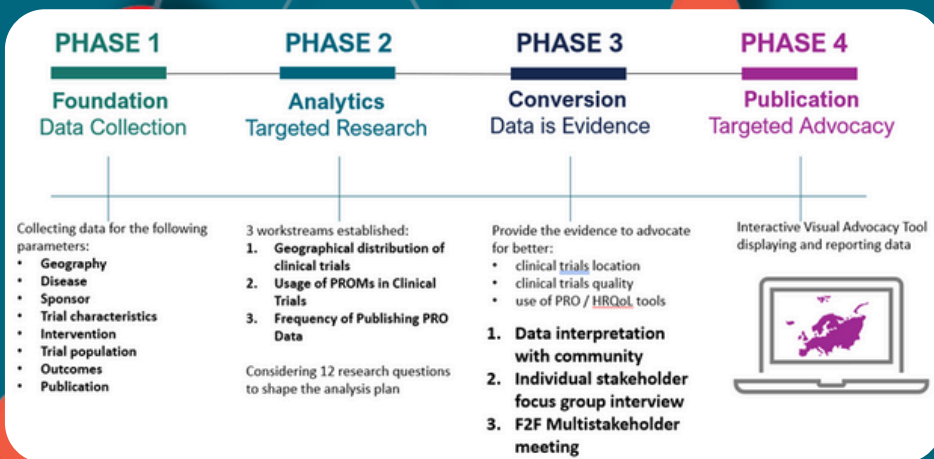 PHASE 1
Foundation
Data Collection
Collecting data for the following
parameters:
• Geography
• Disease
• Sponsor
• Trial characteristics
• Intervention
• Trial population
• Outcomes
• Publication
PHASE 2
Analytics
Targeted Research
3 workstreams established:
1. Geographical distribution of
clinical trials
2. Usage of PROMs in Clinical
Trials
3. Frequency of Publishing PRO
Data
Considering 12 research questions
to shape the analysis plan
PHASE 3
Conversion
Data is Evidence
Provide the evidence to advocate
for better:
• clinical trials location
• clinical trials quality
• use of PRO / HRQoL tools
1. Data interpretation
with community
2. Individual stakeholder
focus group interview
3. F2F Multistakeholder
meeting
PHASE 4
Publication
Targeted Advocacy
Interactive Visual Advocacy Tool
displaying and reporting data